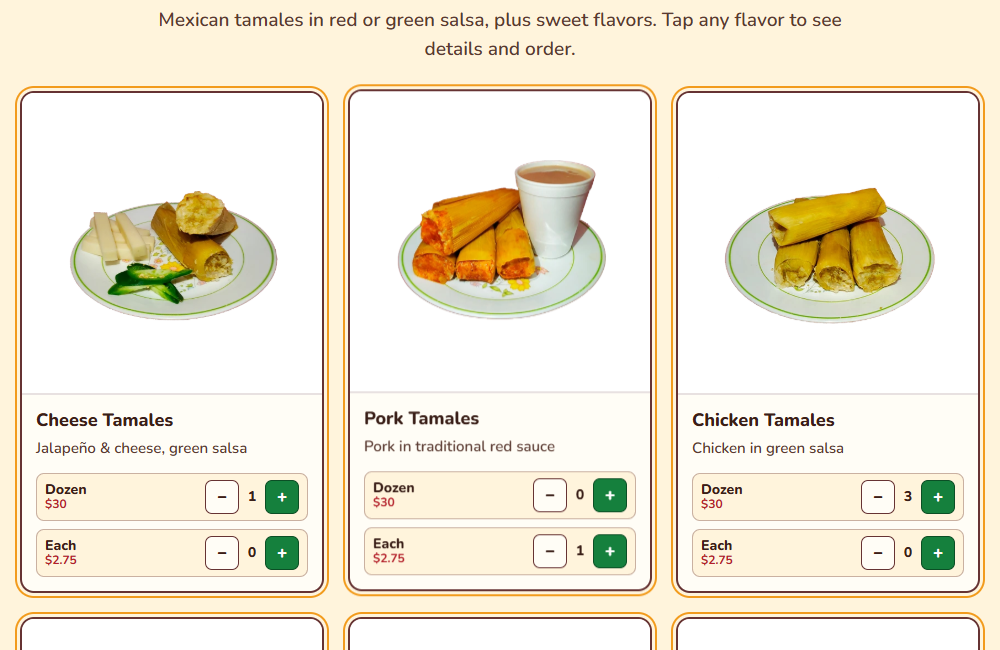 Mexican tamales in red or green salsa, plus sweet flavors. Tap any flavor to see
details and order.
Cheese Tamales
Jalapeño & cheese, green salsa
Dozen
$30
− 1 +
Each
$2.75
− 0 +
Pork Tamales
Pork in traditional red sauce
Dozen
$30
− 0 +
Each
$2.75
− 1 +
Chicken Tamales
Chicken in green salsa
Dozen
$30
− 3 +
Each
$2.75
− 0 +